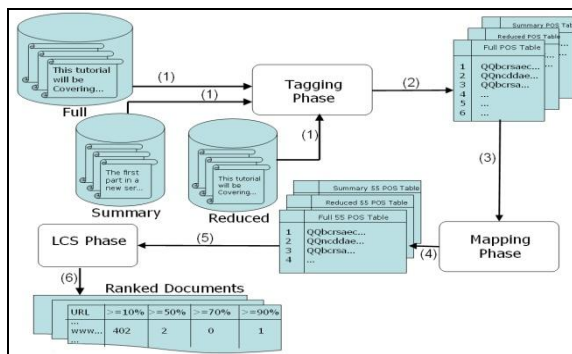 This tutorial
will be
Covering...
Full
(1)
(1)
(1)
Tagging
Phase
(2)
Summary POS Table
Reduced POS Table
Full POS Table
1 QQbcrsaec...
2 QQncddae...
3 QQbcrsa...
4 ...
5 ...
6 ...
The first
part in a
new ser...
Summary
This tutorial
will be
Covering...
Reduced
(3)
Mapping
Phase
(4)
Summary 55 POS Table
Reduced 55 POS Table
Full 55 POS Table
1 QQbcrsaec...
2 QQncddae...
3 QQbcrsa...
4 ...
(5)
LCS Phase
(6)
Ranked Documents
URL >=10% >=50% >=70% >=90%
...
www... 402 2 0 1
...